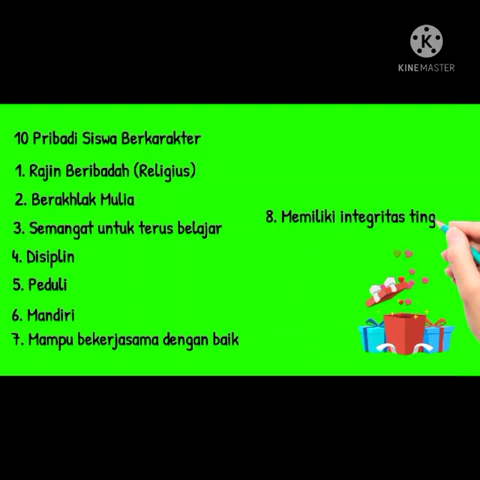 KINEMASTER
10 Pribadi Siswa Berkarakter
1. Rajin Beribadah (Religius)
2. Berakhlak Mulia
3. Semangat untuk terus belajar
4. Disiplin
5. Peduli
6. Mandiri
7. Mampu bekerjasama dengan baik
8. Memiliki integritas ting